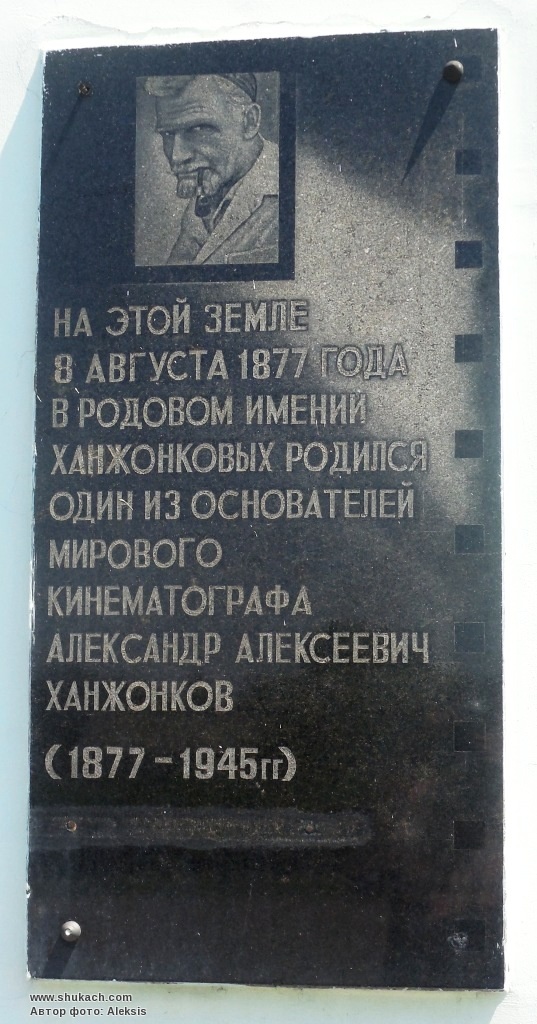 НА ЭТОЙ ЗЕМЛЕ
8 АВГУСТА 1877 ГОДА
В РОДОВОМ ИМЕНИЙ
ХАНЖОНКОВЫХ РОДИЛСЯ
ОДИН ИЗ ОСНОВАТЕЛЕЙ
МИРОВОГО
КИНЕМАТОГРАФА
АЛЕКСАНДР АЛЕКСЕЕВИЧ
ХАНЖОНКОВ
(1877-1945гг)
www.shukach.com
Автор фото: Aleksis